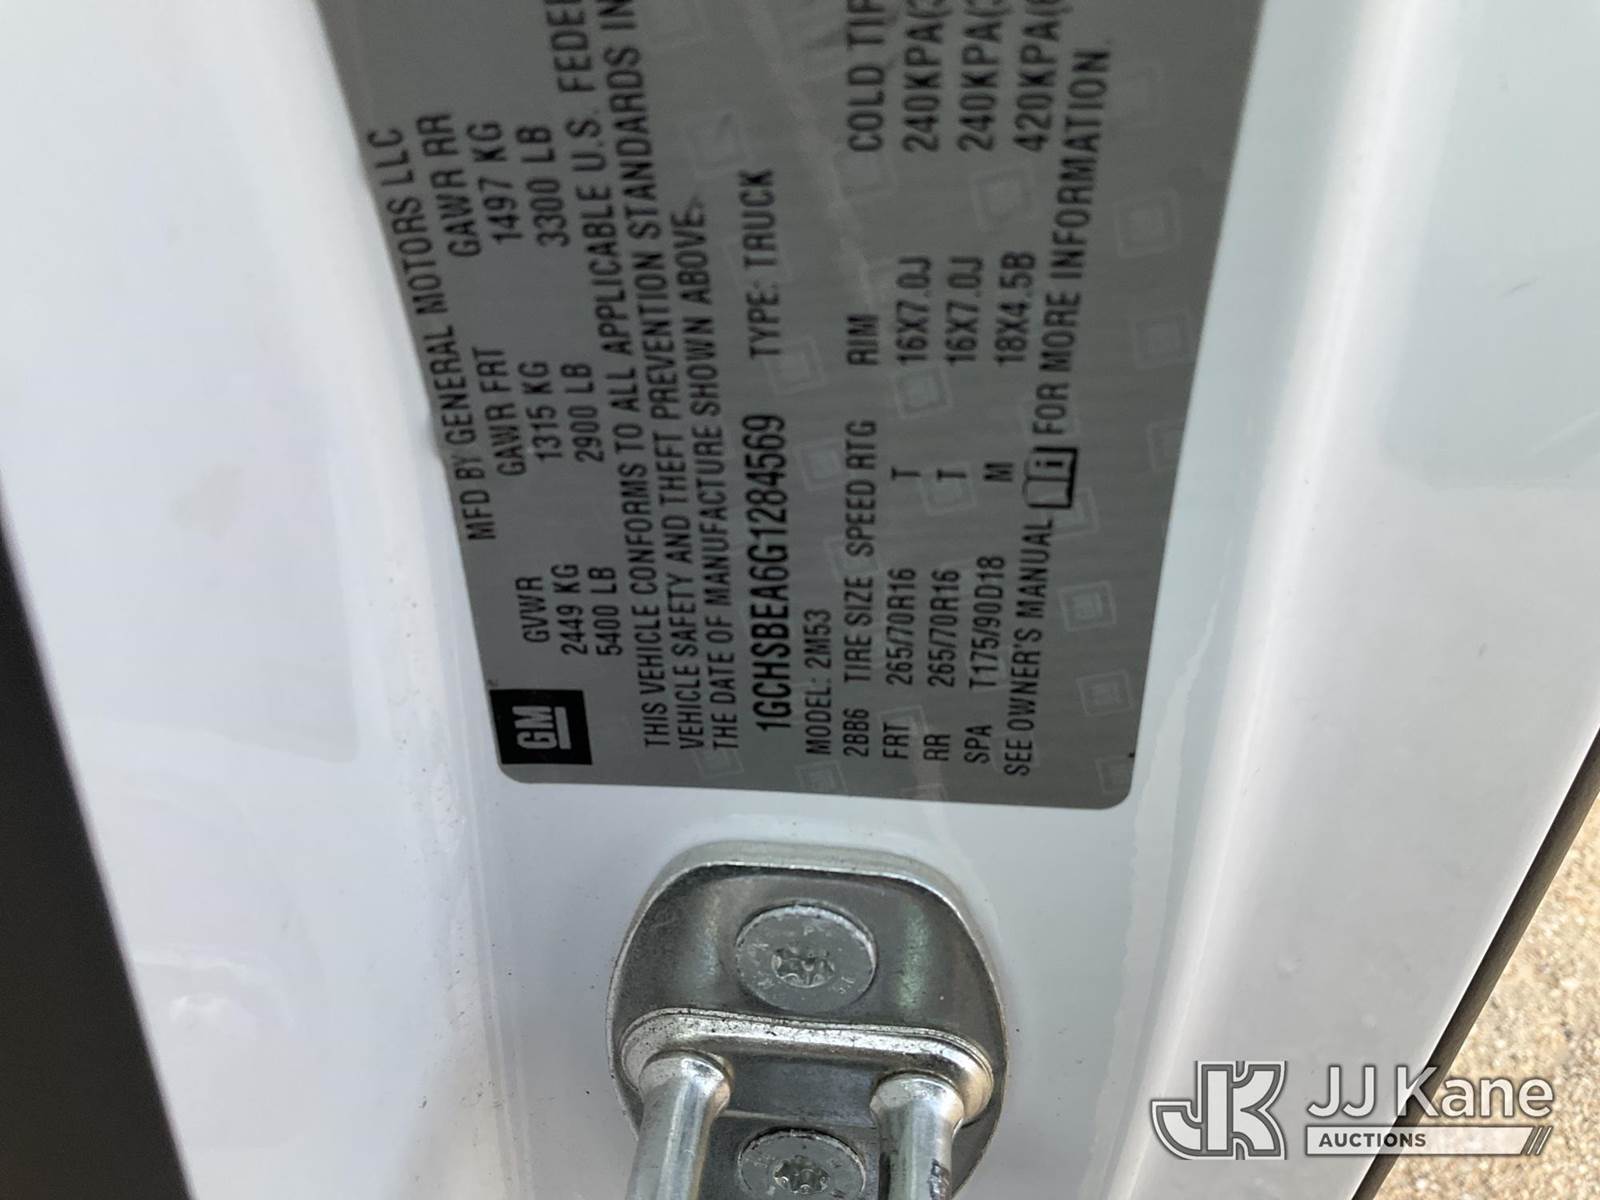 MFD BY GENERAL MOTORS LLC
GVWR GAWR FRT GAWR RR
2449 KG 1315 KG 1497 KG
5400 LB 2900 LB 3300 LB
GM
THIS VEHICLE CONFORMS TO ALL APPLICABLE U.S.
VEHICLE SAFETY AND THEFT PREVENTION STANDARDS IN
THE DATE OF MANUFACTURE SHOWN ABOVE.
1GCHSBEA6G1284569 TYPE: TRUCK
MODEL: 2M53
2BB6 TIRE SIZE SPEED RTG RIM COLD
FRT 265/70R16 T 16X7.0J 240KPA(
RR 265/70R16 T 16X7.0J 240KPA(
SPA T175/90D18 M 18X4.5B 420KPA(
SEE OWNER'S MANUAL i FOR MORE INFORMATION.
JK JJ Kane
AUCTIONS